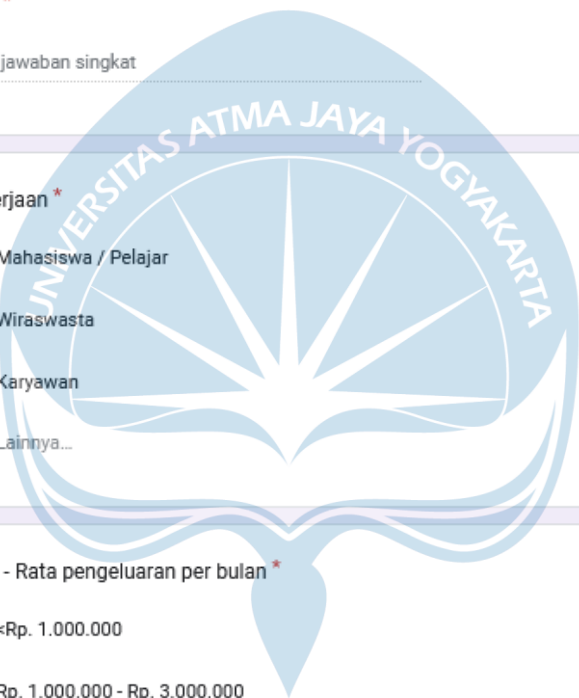 *
jawaban singkat
UNIVERSITAS ATMA JAYA YOGYAKARTA
erjaan *
Mahasiswa / Pelajar
Wiraswasta
Karyawan
Lainnya...
- Rata pengeluaran per bulan *
<Rp. 1.000.000
Rp. 1.000.000 - Rp. 3.000.000